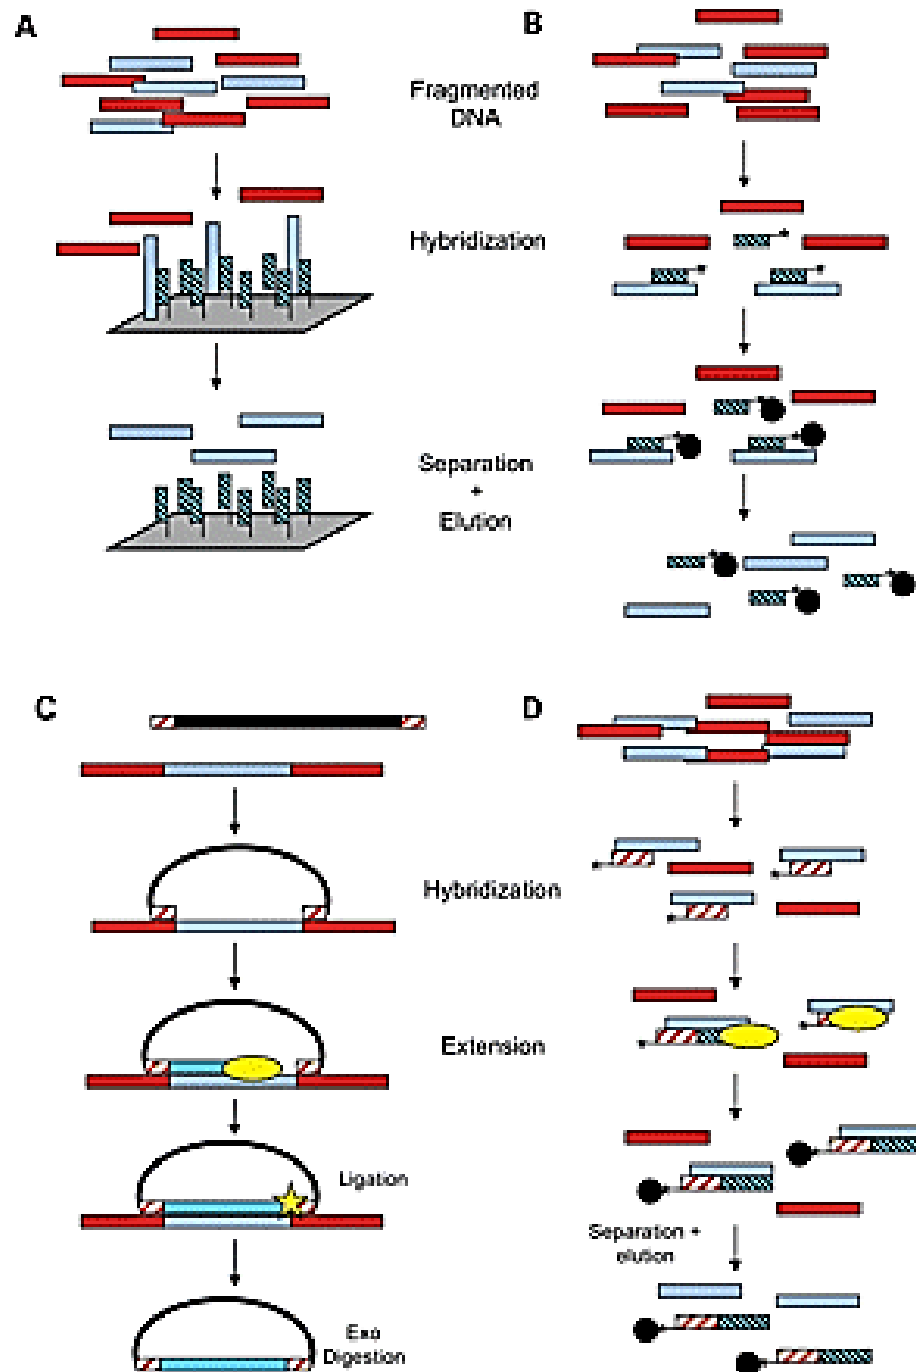 A
B
Fragmented
DNA
Hybridization
Separation
+
Elution
C
D
Hybridization
Extension
Ligation
Separation +
elution
Exo
Digestion